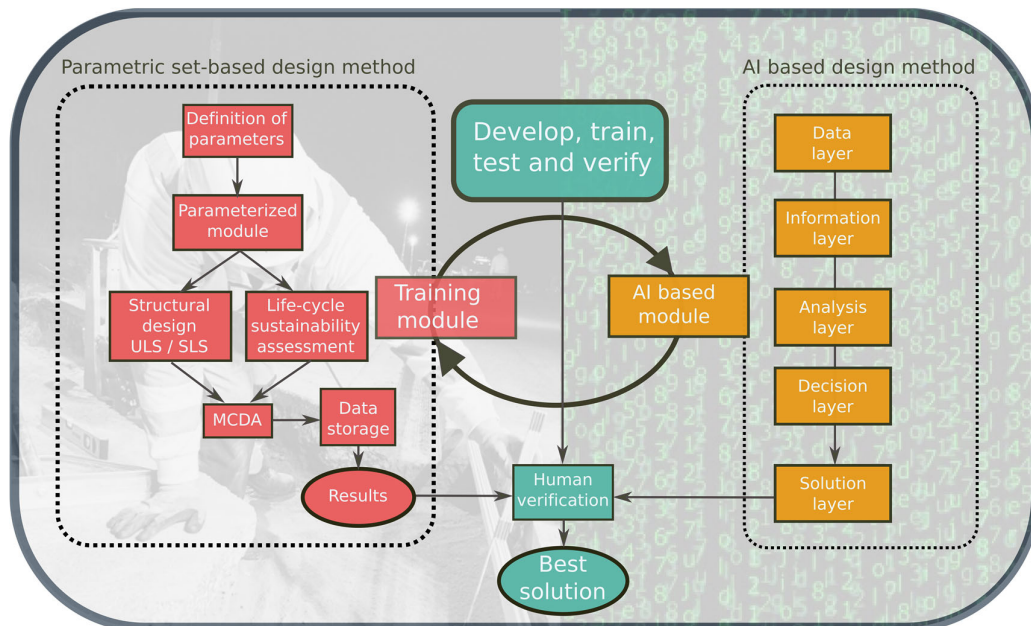 Parametric set-based design method
Definition of
parameters
Parameterized
module
Structural
design
ULS / SLS
Life-cycle
sustainability
assessment
MCDA
Data
storage
Results
Develop, train,
test and verify
Training
module
AI based
module
Human
verification
Best
solution
AI based design method
Data
layer
Information
layer
Analysis
layer
Decision
layer
Solution
layer